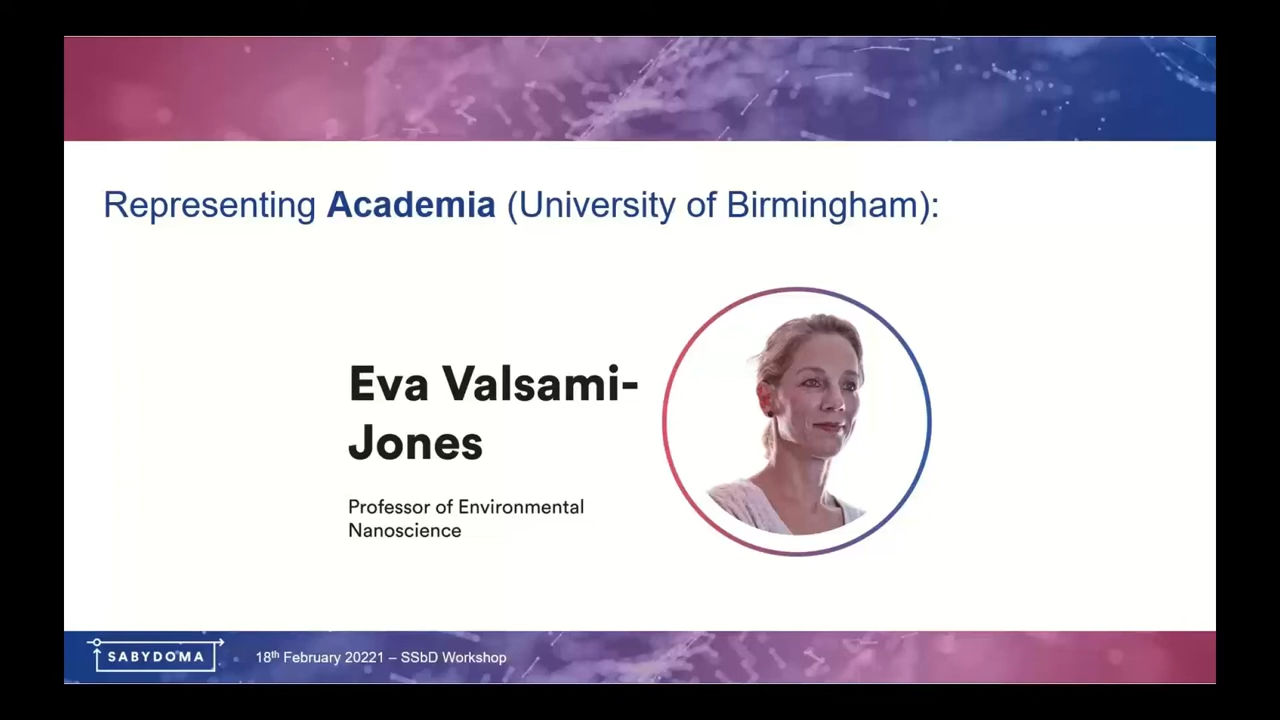 Representing Academia (University of Birmingham):
Eva Valsami-
Jones
Professor of Environmental
Nanoscience
SABYDOMA
18th February 20221 – SSbD Workshop